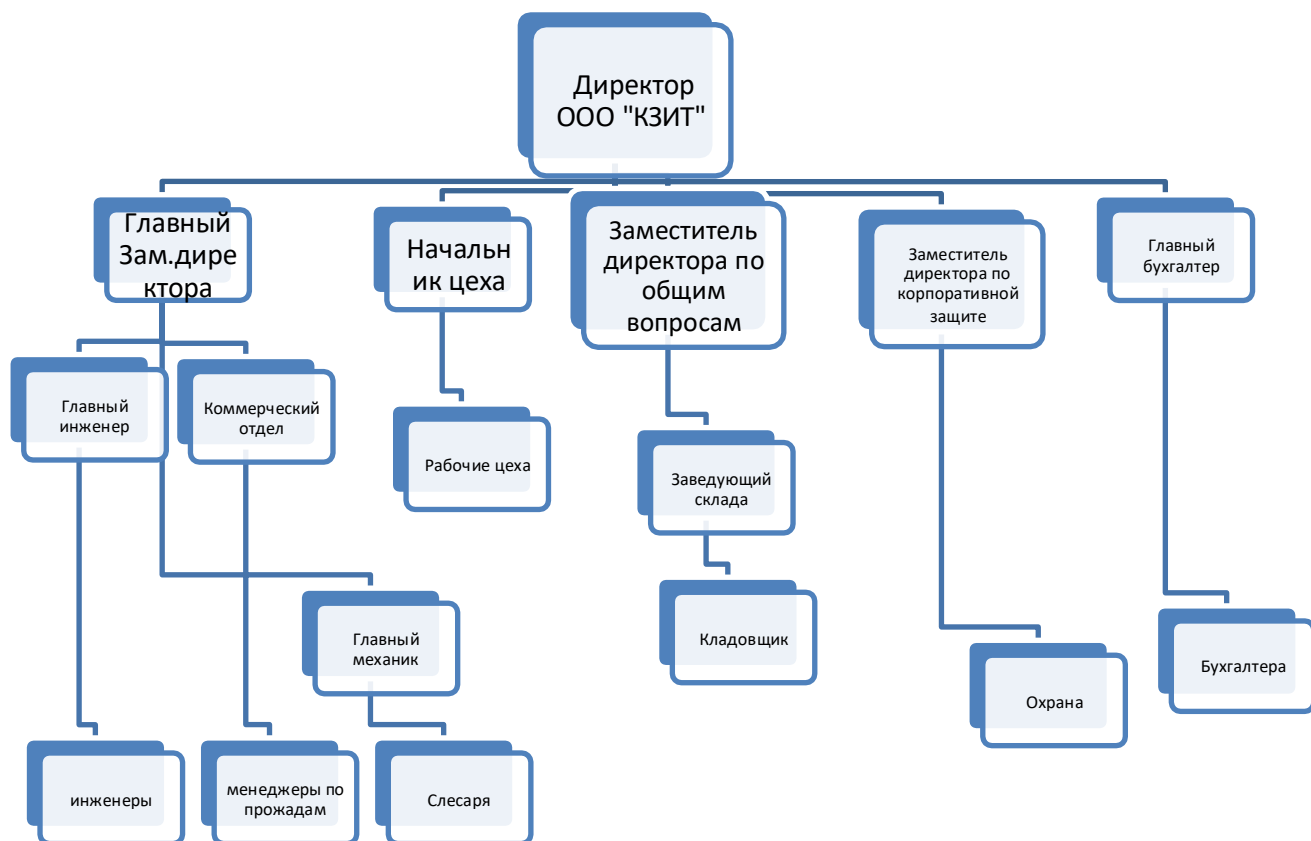 Директор
ООО "КЗИТ"
Главный
Зам.дире
ктора
Начальн
ик цеха
Заместитель
директора по
общим
вопросам
Заместитель
директора по
корпоративной
защите
Главный
бухгалтер
Главный
инженер
Коммерческий
отдел
Рабочие цеха
Заведующий
склада
Главный
механик
Кладовщик
Охрана
Бухгалтера
инженеры
менеджеры по
прожадам
Слесаря